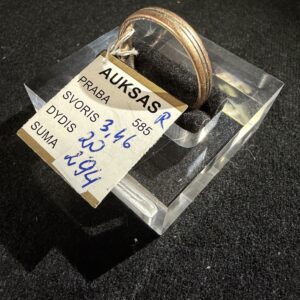 AUKSAS R
PRABA 585
SVORIS 3,46
DYDIS 20
SUMA 294